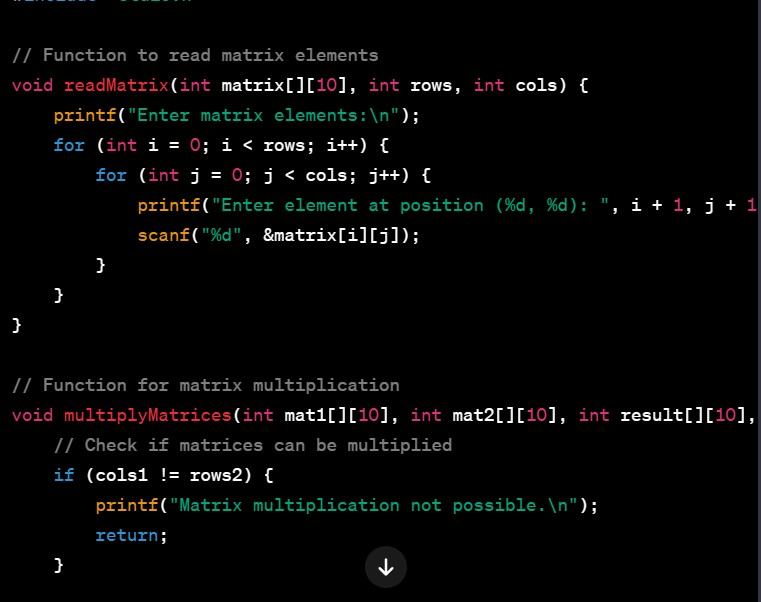 // Function to read matrix elements
void readMatrix(int matrix[][10], int rows, int cols) {
    printf("Enter matrix elements:\n");
    for (int i = 0; i < rows; i++) {
        for (int j = 0; j < cols; j++) {
            printf("Enter element at position (%d, %d): ", i + 1, j + 1
            scanf("%d", &matrix[i][j]);
        }
    }
}
// Function for matrix multiplication
void multiplyMatrices(int mat1[][10], int mat2[][10], int result[][10],
    // Check if matrices can be multiplied
    if (cols1 != rows2) {
        printf("Matrix multiplication not possible.\n");
        return;
    }